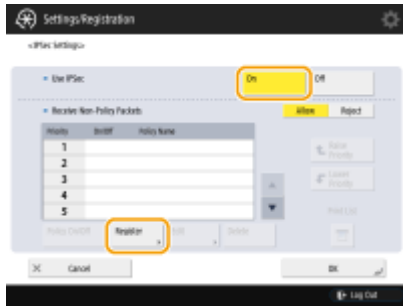 Settings/Registration
<IPSec Settings>
Use IPSec
On
Off
Receive Non-Policy Packets
Allow
Reject
Priority On/Off Policy Name
1
2
3
4
5
Raise Priority
Lower Priority
Print List
Policy On/Off
Register
Edit
Delete
Cancel
OK
Log Out